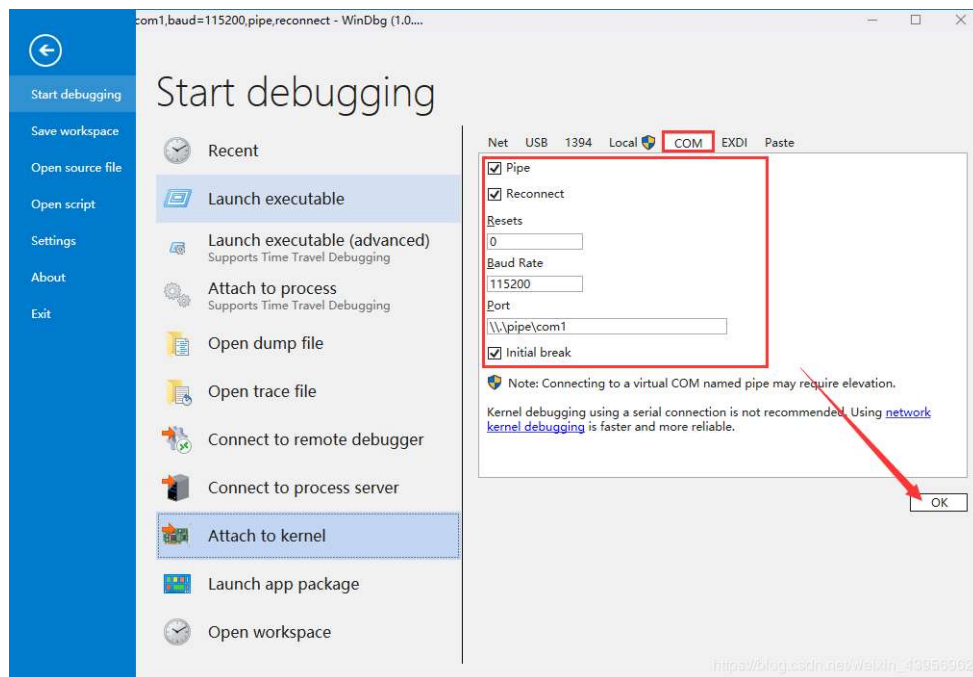 com1,baud=115200,pipe,reconnect - WinDbg (1.0....
Start debugging
Save workspace
Open source file
Open script
Settings
About
Exit
Start debugging
Recent
Launch executable
Launch executable (advanced)
Supports Time Travel Debugging
Attach to process
Supports Time Travel Debugging
Open dump file
Open trace file
Connect to remote debugger
Connect to process server
Attach to kernel
Launch app package
Open workspace
Net USB 1394 Local COM EXDI Paste
Pipe
Reconnect
Resets
0
Baud Rate
115200
Port
\\.\pipe\com1
Initial break
Note: Connecting to a virtual COM named pipe may require elevation.
Kernel debugging using a serial connection is not recommended. Using network
kernel debugging is faster and more reliable.
OK
https://blog.csdn.net/weixin_43956962